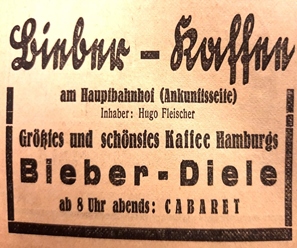 Bieber - Kaffee
am Hauptbahnhof (Ankunftsseite)
Inhaber: Hugo Fleischer
Größtes und schönstes Kaffee Hamburgs
Bieber-Diele
ab 8 Uhr abends: CABARET